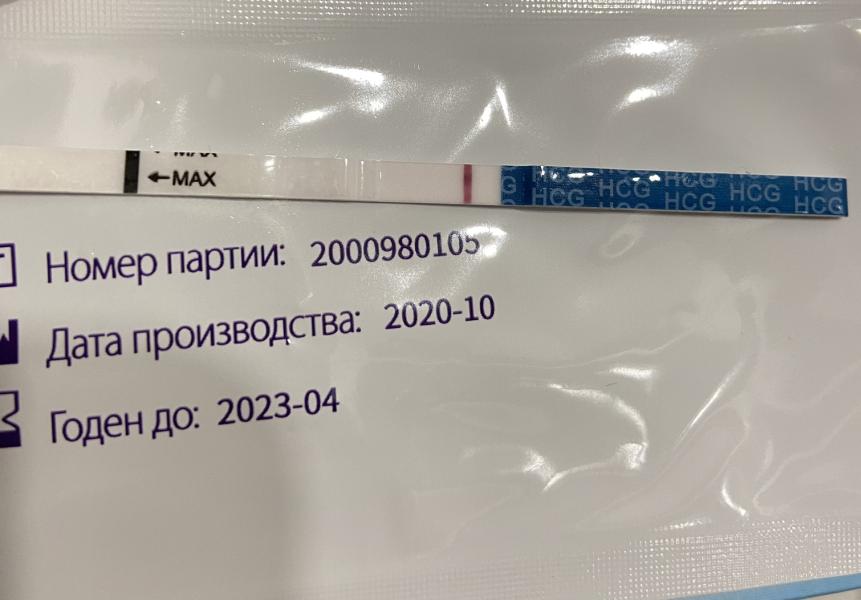 ←MAX
HCG HCG HCG HCG
HCG HCG HCG
Номер партии: 2000980105
Дата производства: 2020-10
Годен до: 2023-04